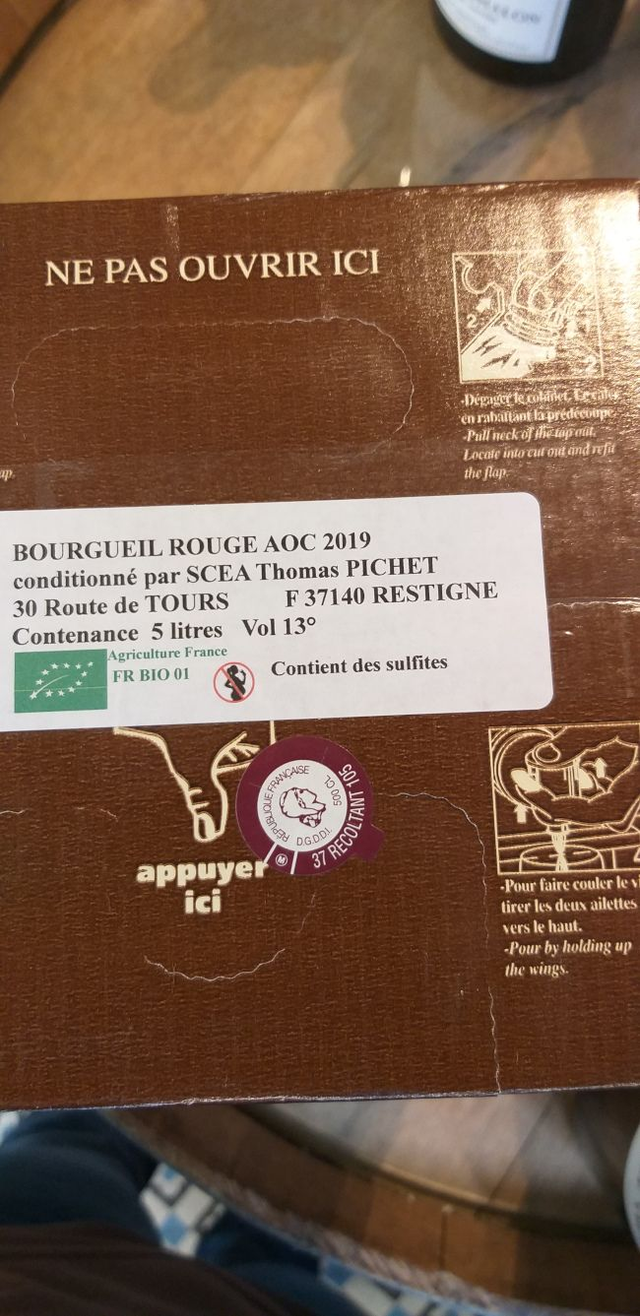 NE PAS OUVRIR ICI
-Dégager le robinet. Le caler
en rabattant la prédécoupe.
-Pull neck of the tap out.
Locate into cut out and refit
the flap.
ap.
BOURGUEIL ROUGE AOC 2019
conditionné par SCEA Thomas PICHET
30 Route de TOURS F 37140 RESTIGNE
Contenance 5 litres Vol 13°
Agriculture France
FR BIO 01
Contient des sulfites
RÉPUBLIQUE FRANÇAISE
500 CL
D.G.D.D.I.
M
37 RECOLTANT 105
appuyer
ici
-Pour faire couler le
tirer les deux ailettes
vers le haut.
-Pour by holding up
the wings.